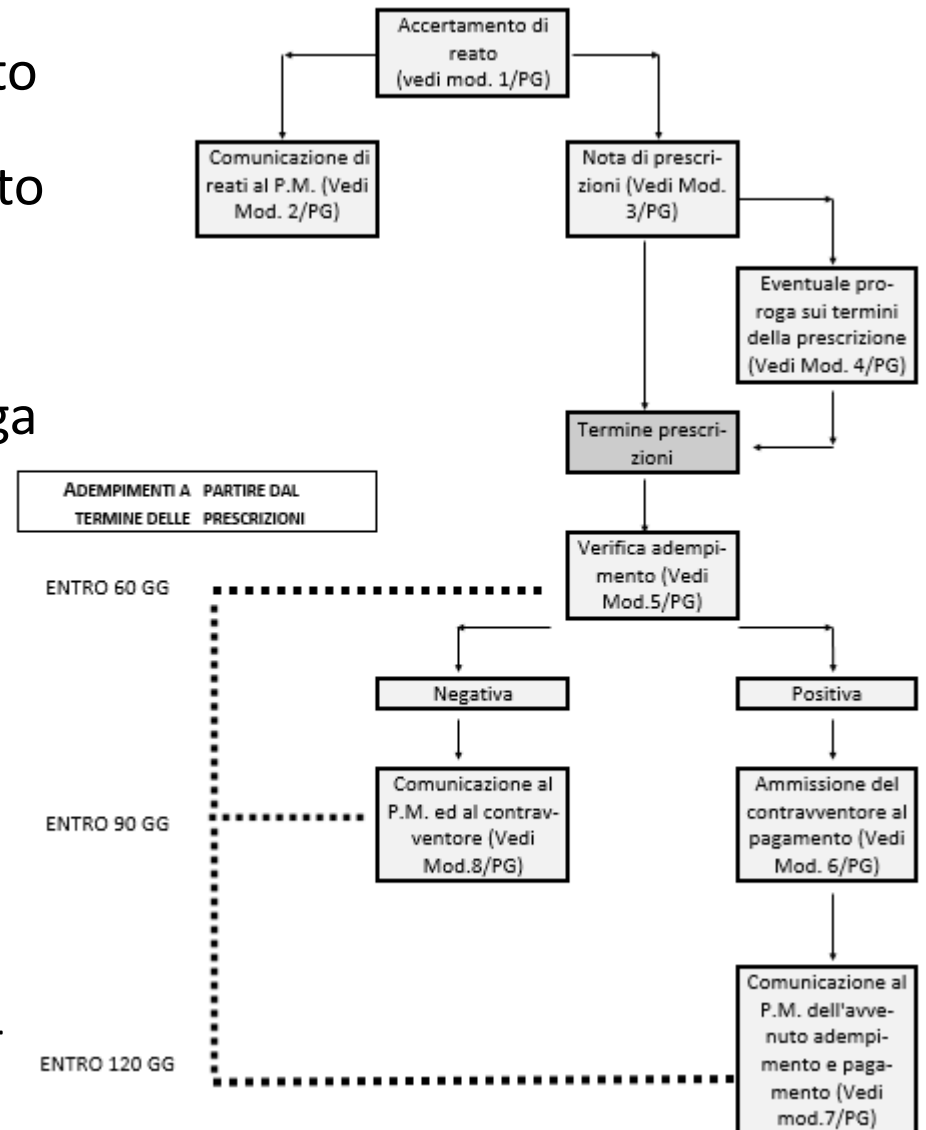 Accertamento di
reato
(vedi mod. 1/PG)
to
Comunicazione di
reati al P.M. (Vedi
Mod. 2/PG)
Nota di prescri-
zioni (Vedi Mod.
3/PG)
to
Eventuale pro-
roga sui termini
della prescrizione
(Vedi Mod. 4/PG)
ga
Termine prescri-
zioni
ADEMPIMENTI A PARTIRE DAL
TERMINE DELLE PRESCRIZIONI
Verifica adempi-
mento (Vedi
Mod.5/PG)
ENTRO 60 GG
Negativa
Positiva
Comunicazione al
P.M. ed al contrav-
ventore (Vedi
Mod.8/PG)
Ammissione del
contravventore al
pagamento (Vedi
Mod. 6/PG)
ENTRO 90 GG
Comunicazione al
P.M. dell'avve-
nuto adempi-
mento e paga-
mento (Vedi
mod.7/PG)
ENTRO 120 GG